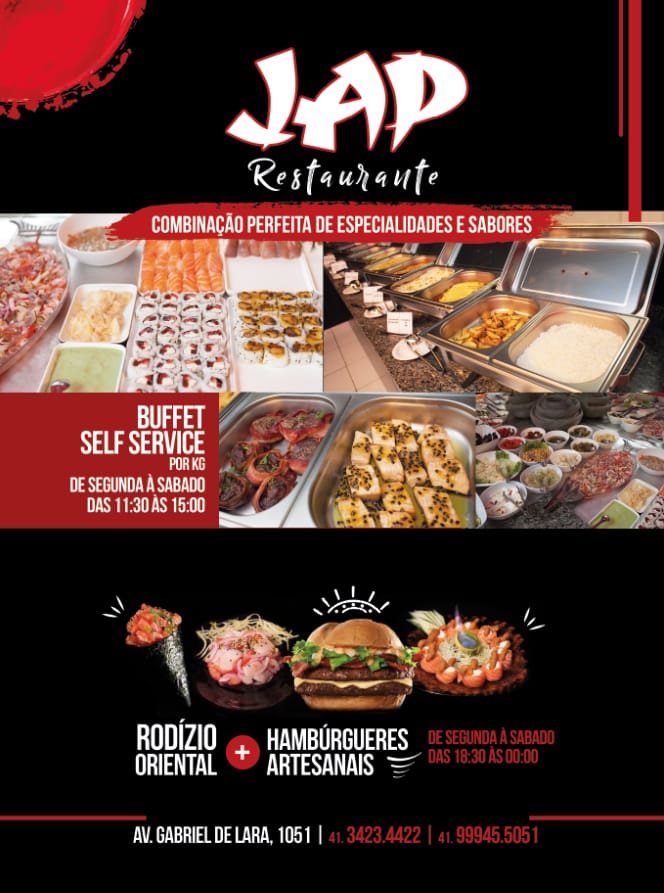 JAP
Restaurante
COMBINAÇÃO PERFEITA DE ESPECIALIDADES E SABORES
BUFFET
SELF SERVICE
POR KG
DE SEGUNDA À SABADO
DAS 11:30 ÀS 15:00
RODÍZIO
ORIENTAL
+
HAMBÚRGUERES
ARTESANAIS
DE SEGUNDA À SABADO
DAS 18:30 ÀS 00:00
AV. GABRIEL DE LARA, 1051 | 41. 3423.4422 | 41. 99945.5051